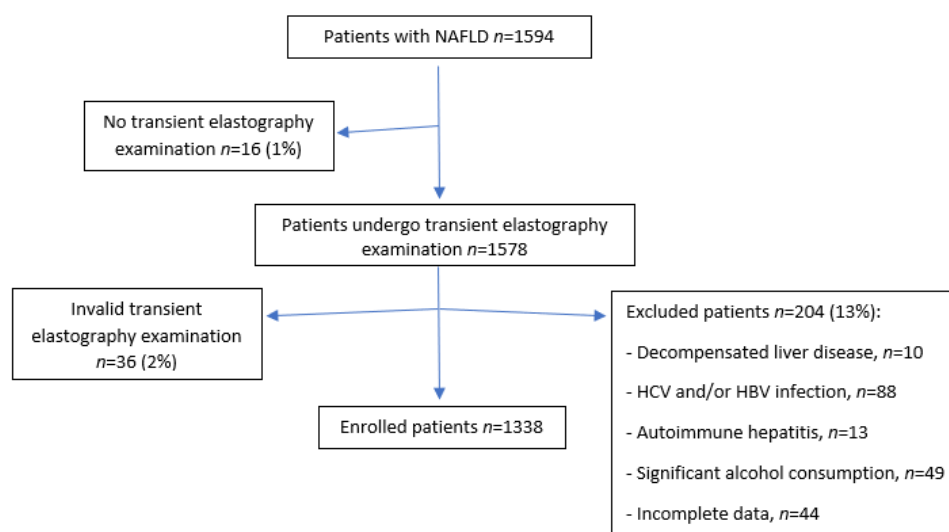 Patients with NAFLD n=1594
No transient elastography
examination n=16 (1%)
Patients undergo transient elastography
examination n=1578
Invalid transient
elastography examination
n=36 (2%)
Excluded patients n=204 (13%):
- Decompensated liver disease, n=10
- HCV and/or HBV infection, n=88
- Autoimmune hepatitis, n=13
- Significant alcohol consumption, n=49
- Incomplete data, n=44
Enrolled patients n=1338